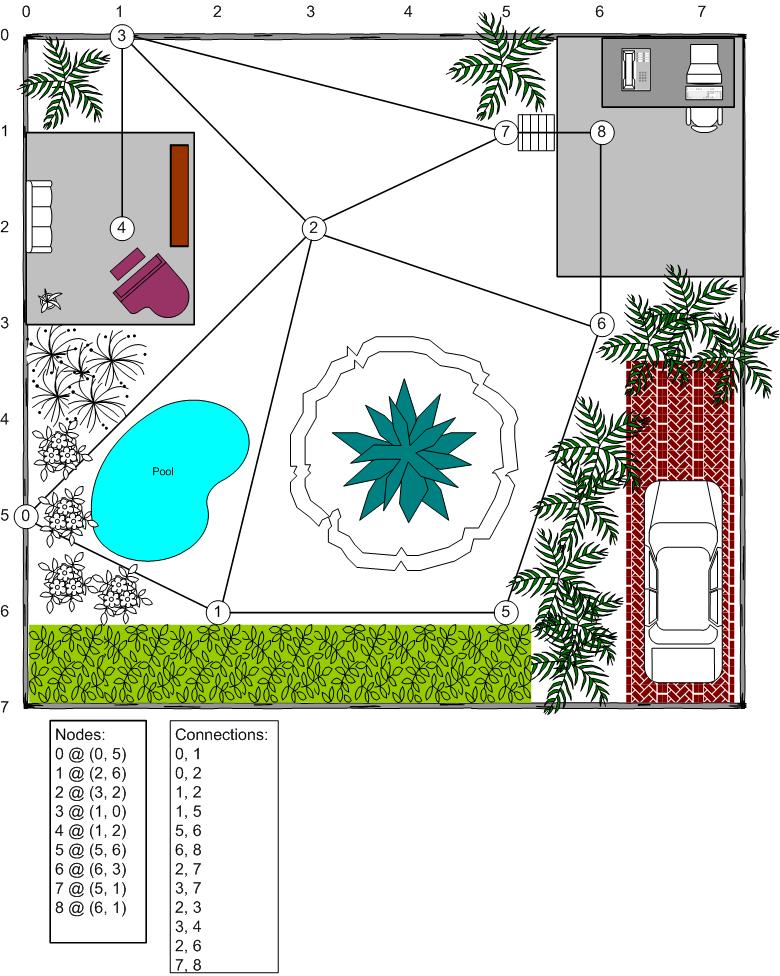 0 1 2 3 4 5 6 7
0
3
1
7 8
4
2
2
3
6
4
Pool
5
0
6
1 5
7
Nodes:
0 @ (0, 5)
1 @ (2, 6)
2 @ (3, 2)
3 @ (1, 0)
4 @ (1, 2)
5 @ (5, 6)
6 @ (6, 3)
7 @ (5, 1)
8 @ (6, 1)
Connections:
0, 1
0, 2
1, 2
1, 5
5, 6
6, 8
2, 7
3, 7
2, 3
3, 4
2, 6
7, 8